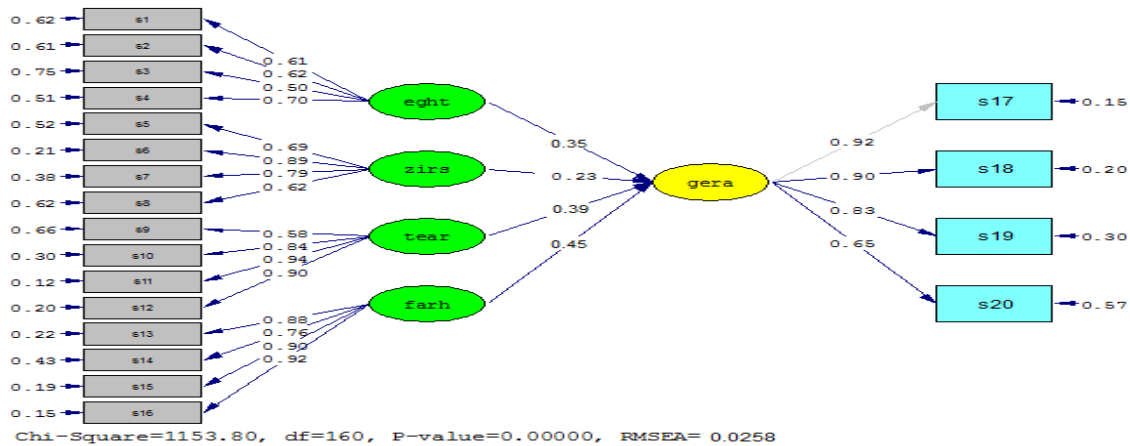 0.62 s1
0.61 s2
0.75 s3
0.51 s4
0.52 s5
0.21 s6
0.38 s7
0.62 s8
0.66 s9
0.30 s10
0.12 s11
0.20 s12
0.22 s13
0.43 s14
0.19 s15
0.15 s16
0.61
0.62
0.50
0.70
0.69
0.89
0.79
0.62
0.58
0.84
0.94
0.90
0.88
0.76
0.90
0.92
eght
zirs
tear
farh
0.35
0.23
0.39
0.45
gera
0.92
0.90
0.83
0.65
s17 0.15
s18 0.20
s19 0.30
s20 0.57
Chi-Square=1153.80, df=160, P-value=0.00000, RMSEA= 0.0258